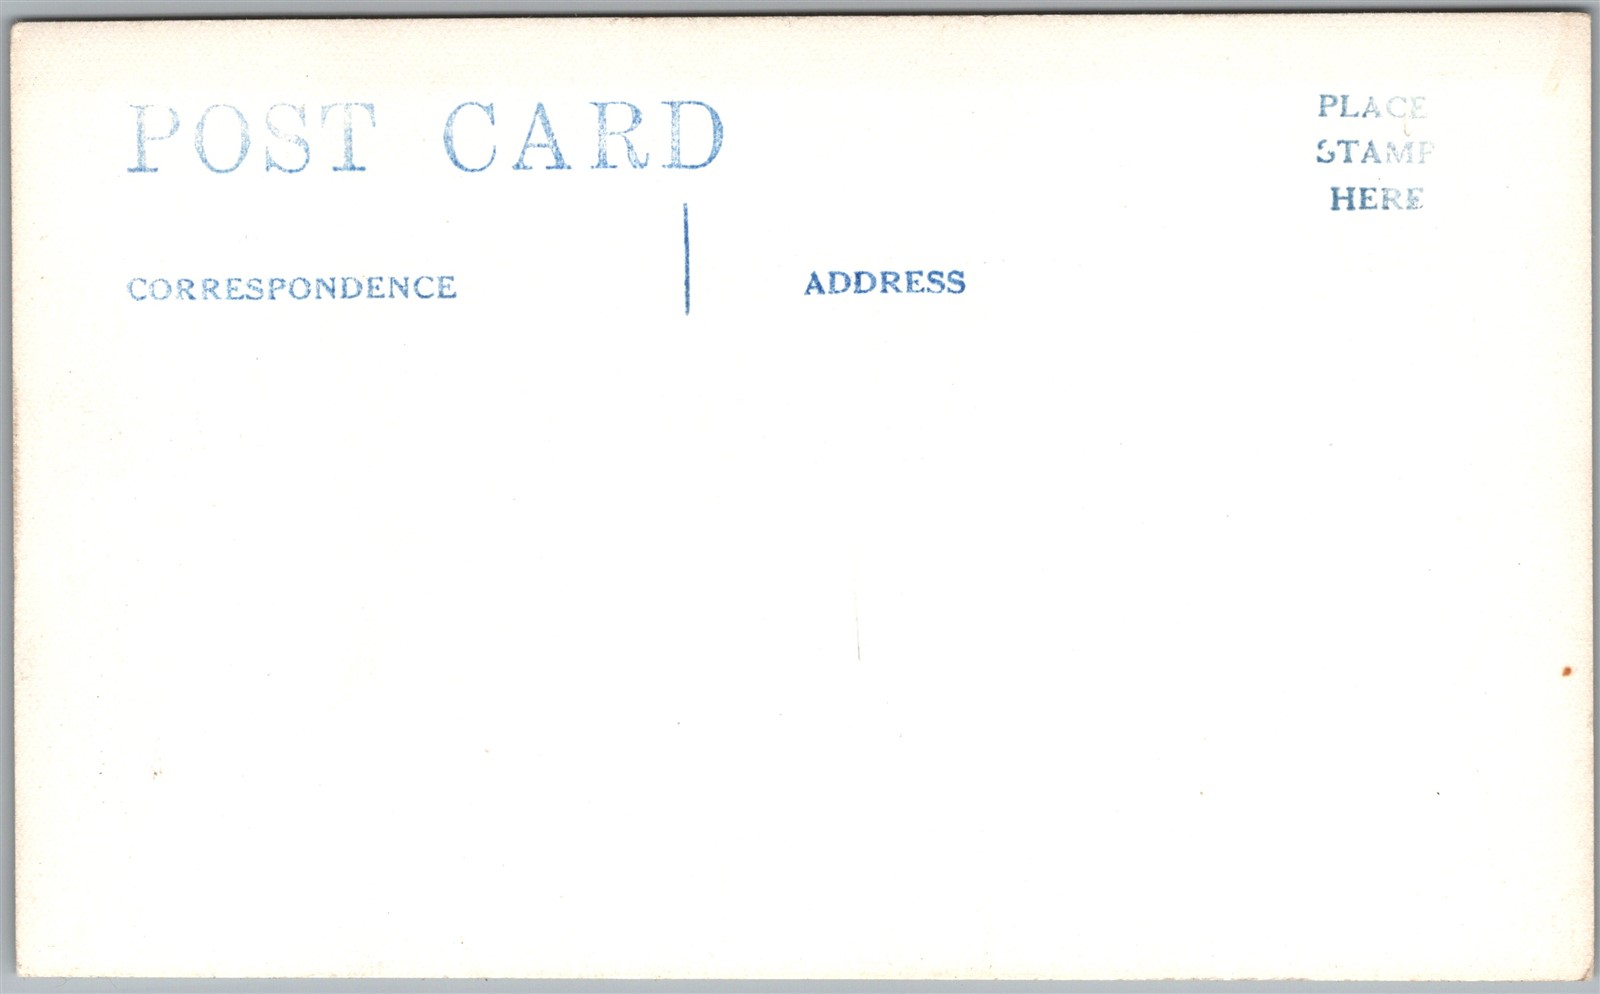 POST CARD
PLACE
STAMP
HERE
CORRESPONDENCE
ADDRESS